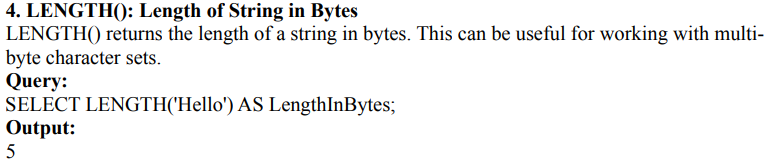 4. LENGTH(): Length of String in Bytes
LENGTH() returns the length of a string in bytes. This can be useful for working with multi-
byte character sets.
Query:
SELECT LENGTH('Hello') AS LengthInBytes;
Output:
5